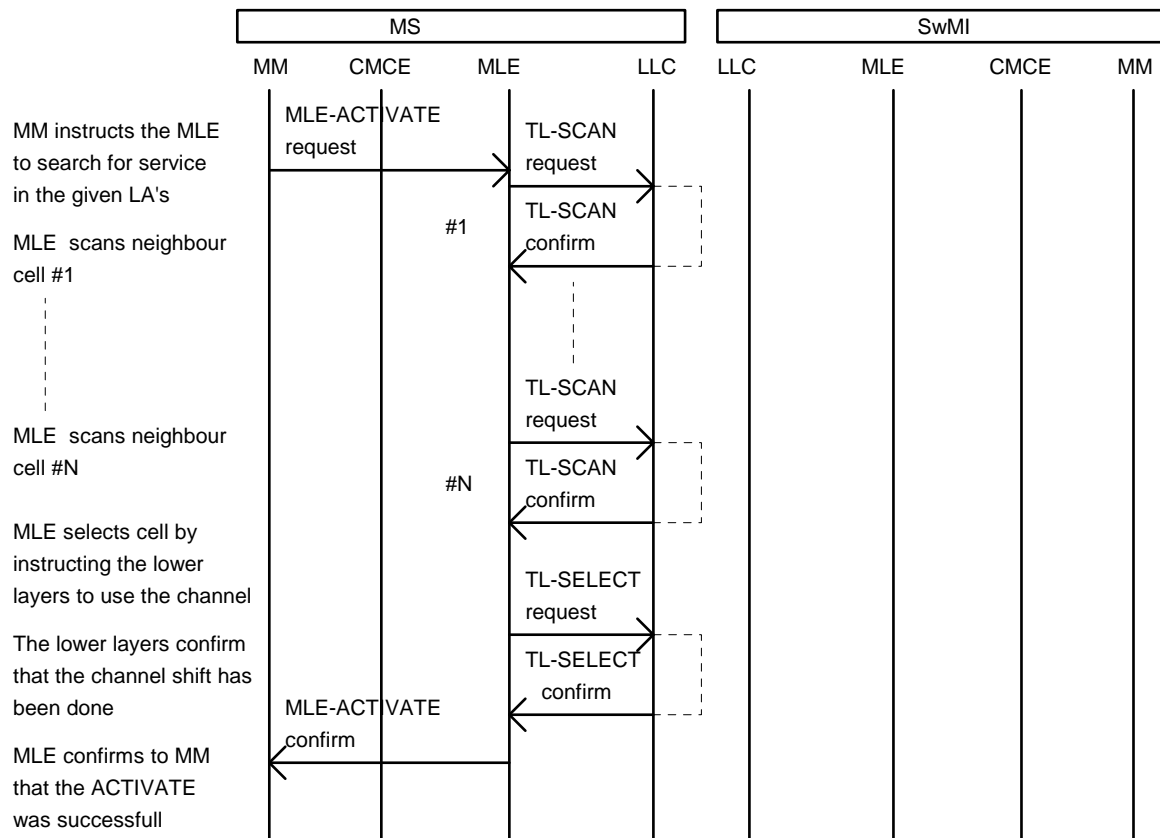 MS
SwMI
MM
CMCE
MLE
LLC
LLC
MLE
CMCE
MM
MM instructs the MLE
to search for service
in the given LA's
MLE-ACTIVATE
request
TL-SCAN
request
#1
TL-SCAN
confirm
MLE scans neighbour
cell #1
TL-SCAN
request
MLE scans neighbour
cell #N
#N
TL-SCAN
confirm
MLE selects cell by
instructing the lower
layers to use the channel
TL-SELECT
request
The lower layers confirm
that the channel shift has
been done
TL-SELECT
confirm
MLE-ACTIVATE
confirm
MLE confirms to MM
that the ACTIVATE
was successfull